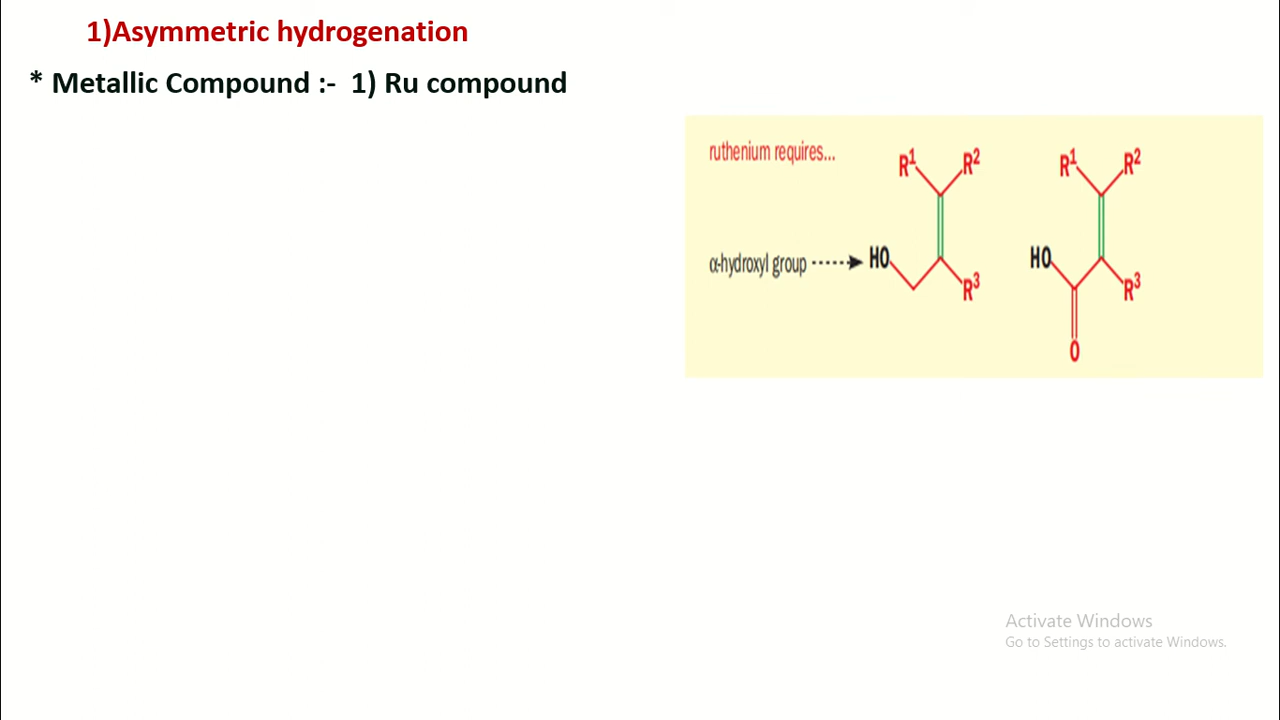 1)Asymmetric hydrogenation
* Metallic Compound :- 1) Ru compound
ruthenium requires...
R¹ R² R¹ R²
α-hydroxyl group HO HO
R³ R³
O
Activate Windows
Go to Settings to activate Windows.